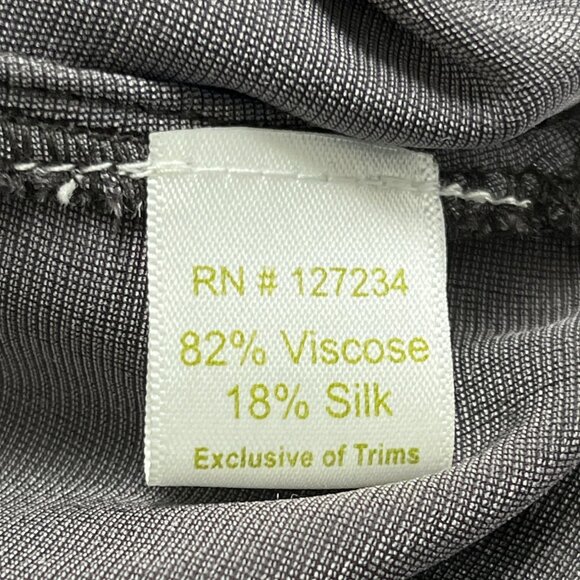 RN # 127234
82% Viscose
18% Silk
Exclusive of Trims